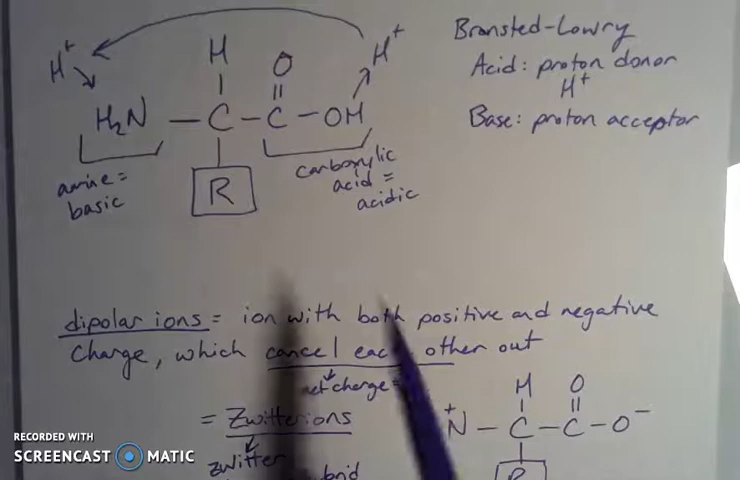 H+
H+
H
O
H2N - C - C - OH
R
amine =
basic
carboxylic
acid =
acidic
Bronsted-Lowry
Acid: proton donor
H+
Base: proton acceptor
dipolar ions = ion with both positive and negative
charge, which cancel each other out
net charge =
= Zwitterions
zwitter
H O
+N - C - C - O-
R
RECORDED WITH
SCREENCAST MATIC